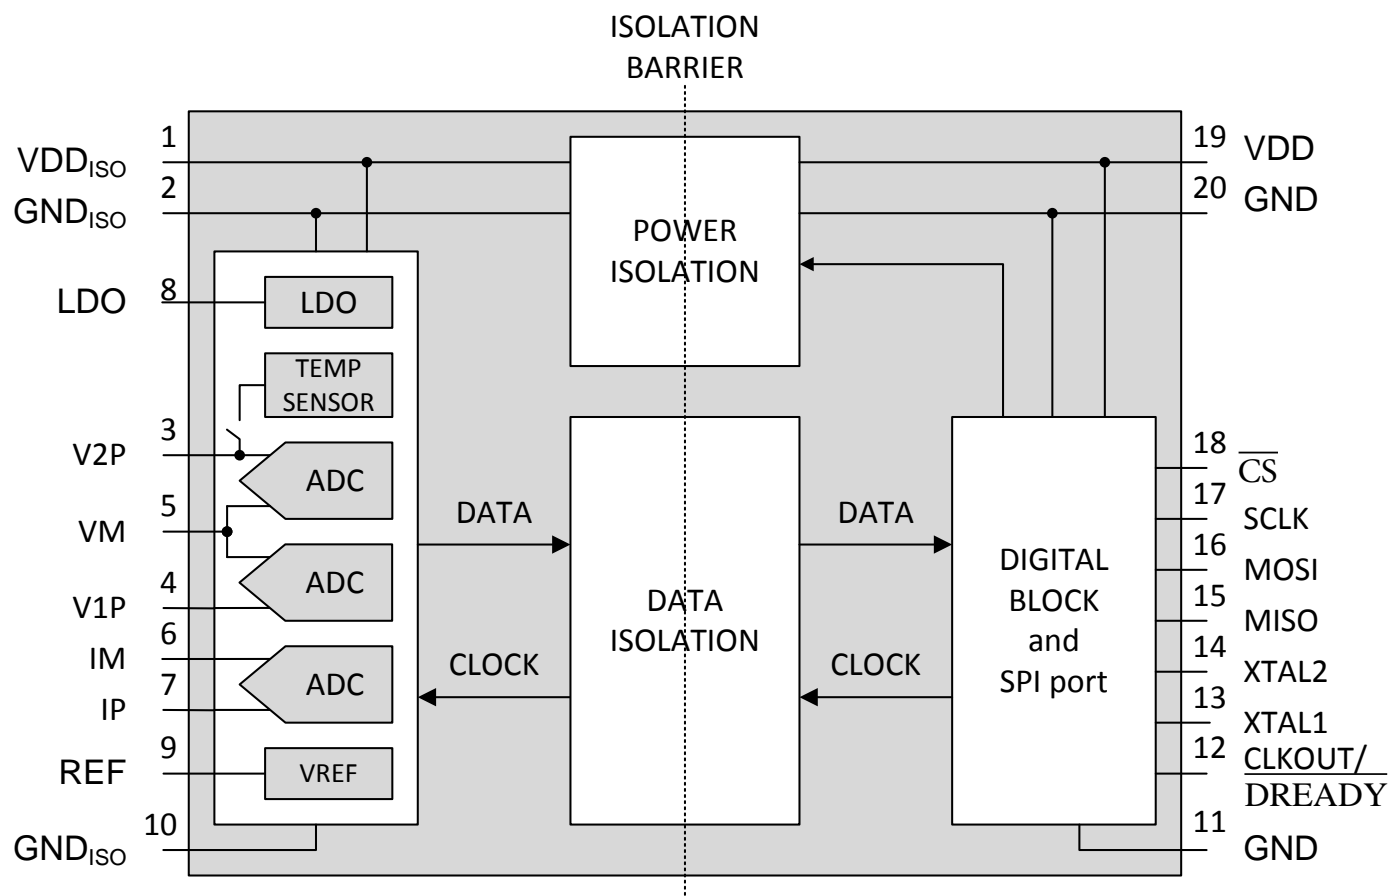 ISOLATION
BARRIER
1
VDDISO
2
GNDISO
8
LDO
3
V2P
5
VM
4
V1P
6
IM
7
IP
9
REF
10
GNDISO
LDO
TEMP
SENSOR
ADC
ADC
ADC
VREF
POWER
ISOLATION
DATA
CLOCK
DATA
ISOLATION
DATA
CLOCK
DIGITAL
BLOCK
and
SPI port
19 VDD
20 GND
18 CS
17 SCLK
16 MOSI
15 MISO
14 XTAL2
13 XTAL1
12 CLKOUT/
DREADY
11 GND